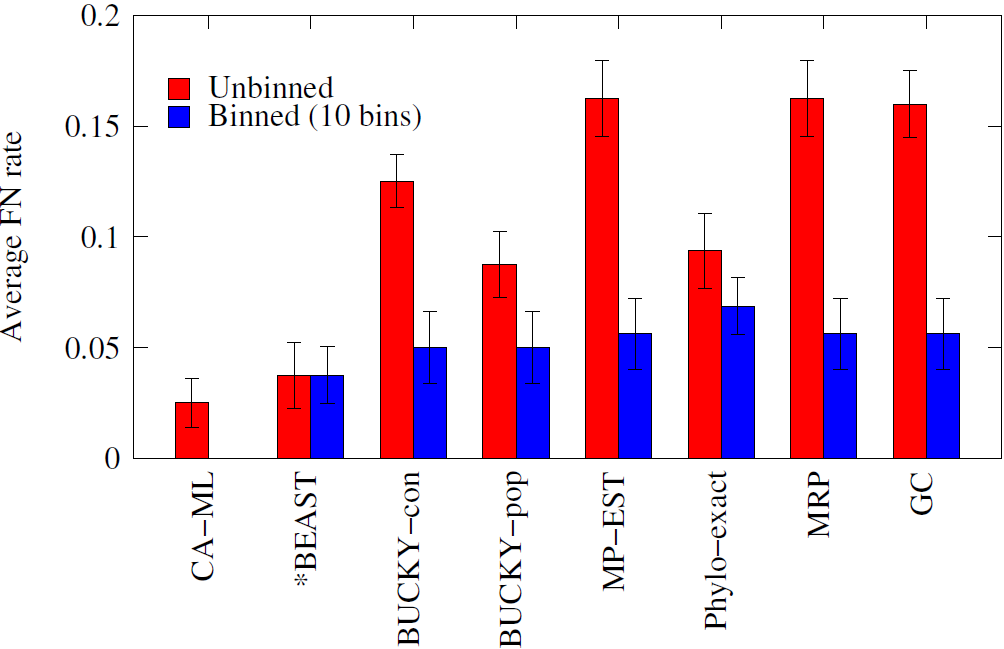 0.2
0.15
0.1
0.05
0
Average FN rate
Unbinned
Binned (10 bins)
CA−ML
*BEAST
BUCKY−con
BUCKY−pop
MP−EST
Phylo−exact
MRP
GC